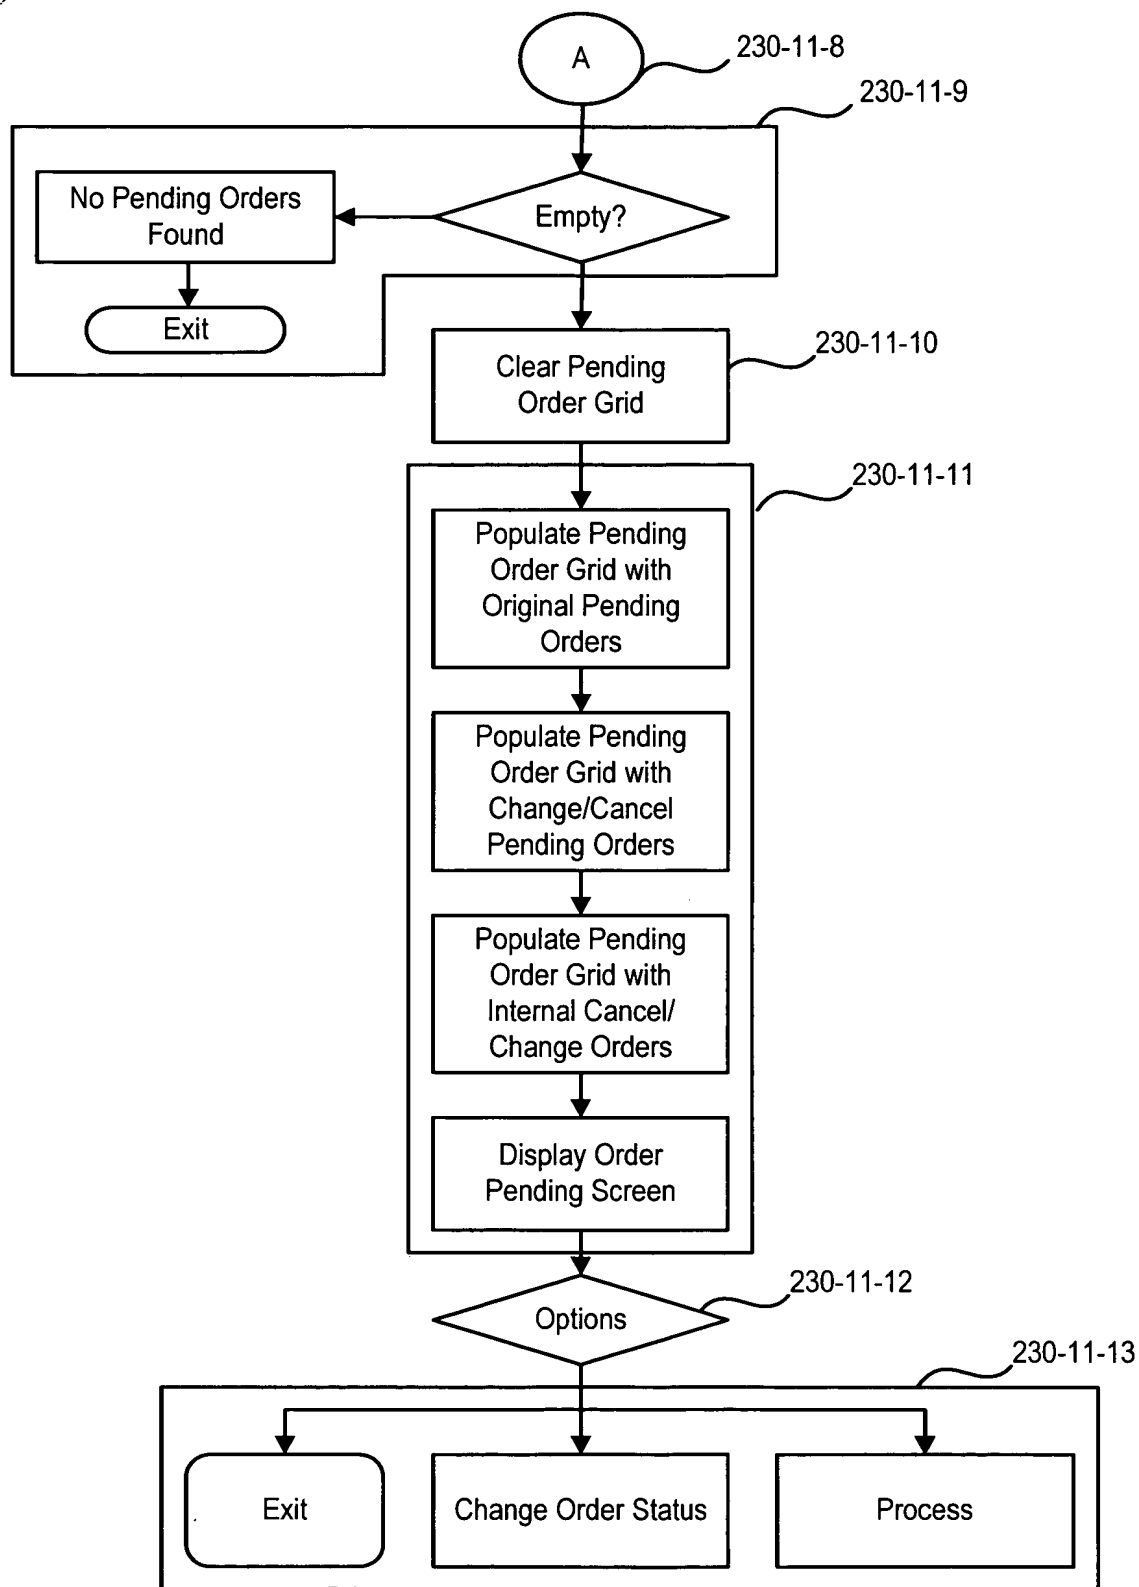 A
230-11-8
230-11-9
No Pending Orders
Found
Empty?
Exit
230-11-10
Clear Pending
Order Grid
230-11-11
Populate Pending
Order Grid with
Original Pending
Orders
Populate Pending
Order Grid with
Change/Cancel
Pending Orders
Populate Pending
Order Grid with
Internal Cancel/
Change Orders
Display Order
Pending Screen
230-11-12
Options
230-11-13
Exit
Change Order Status
Process